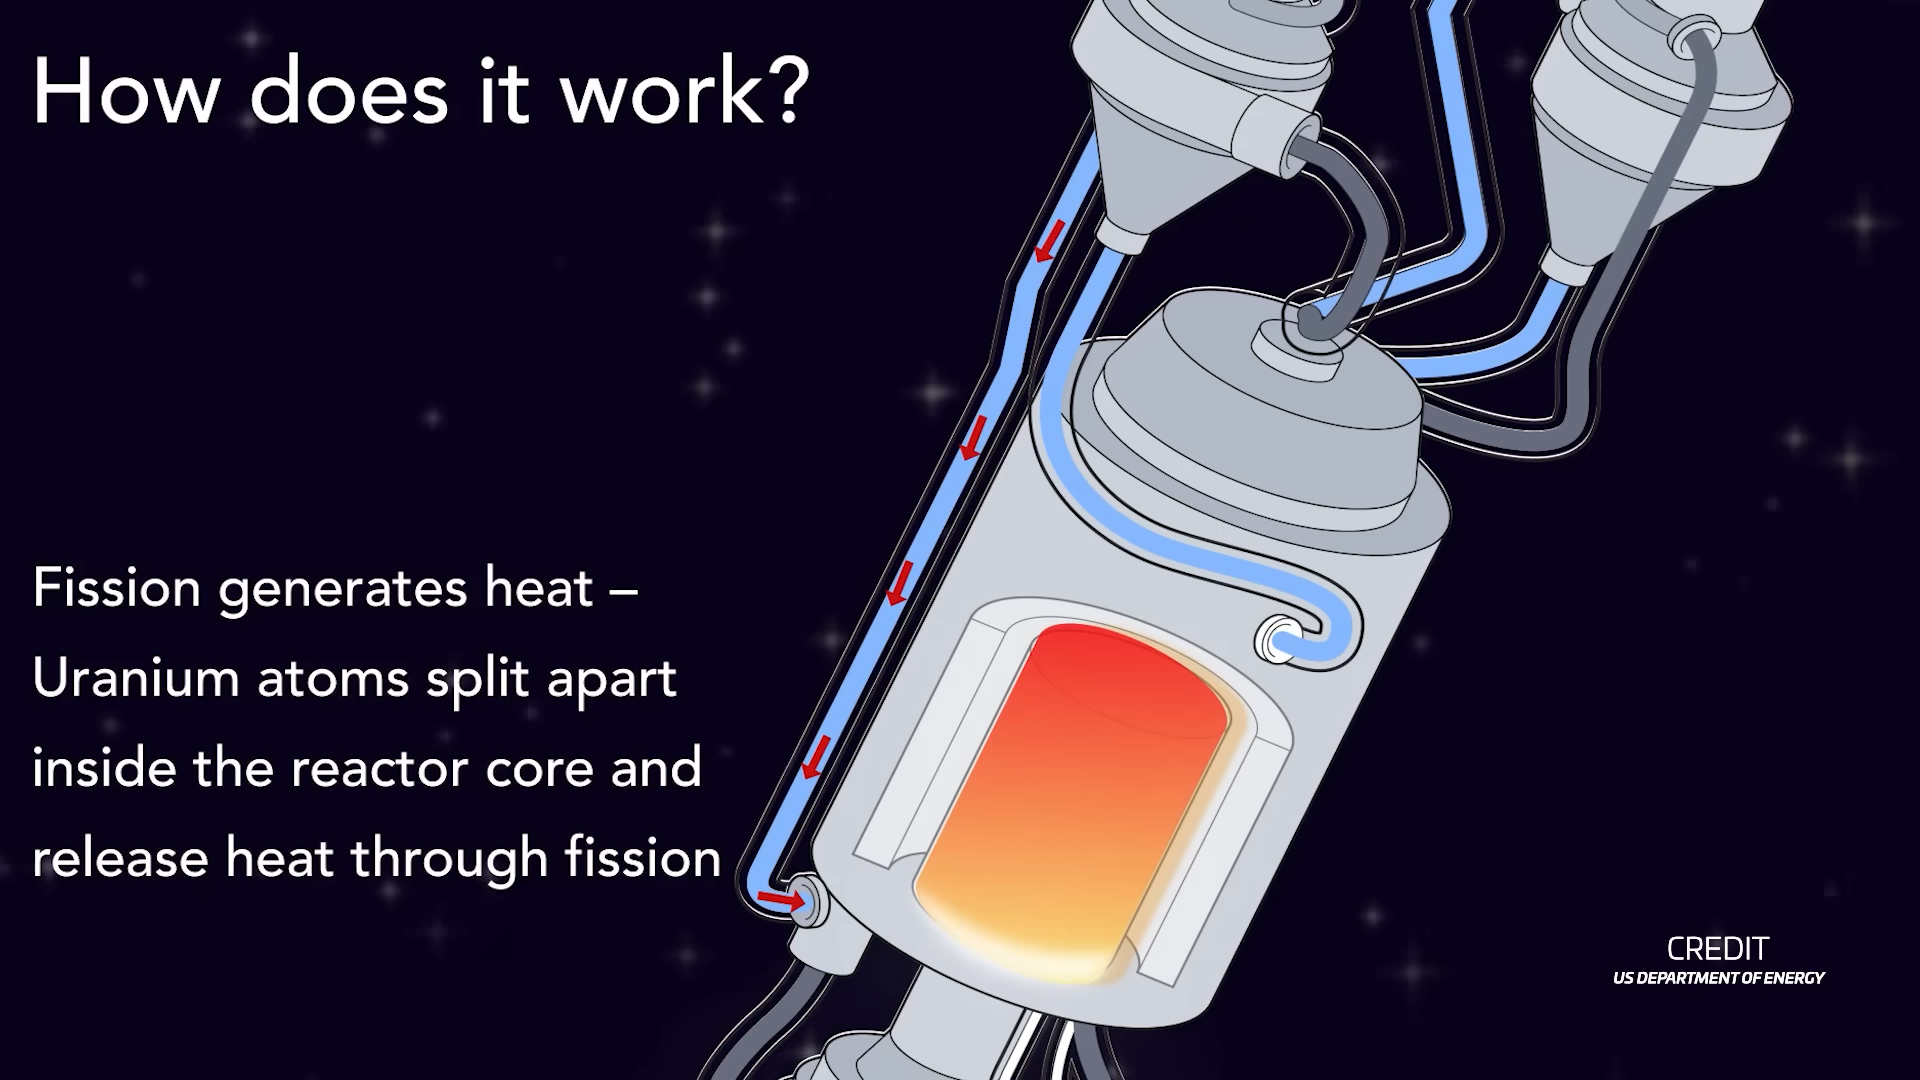 How does it work?
Fission generates heat –
Uranium atoms split apart
inside the reactor core and
release heat through fission
CREDIT
US DEPARTMENT OF ENERGY